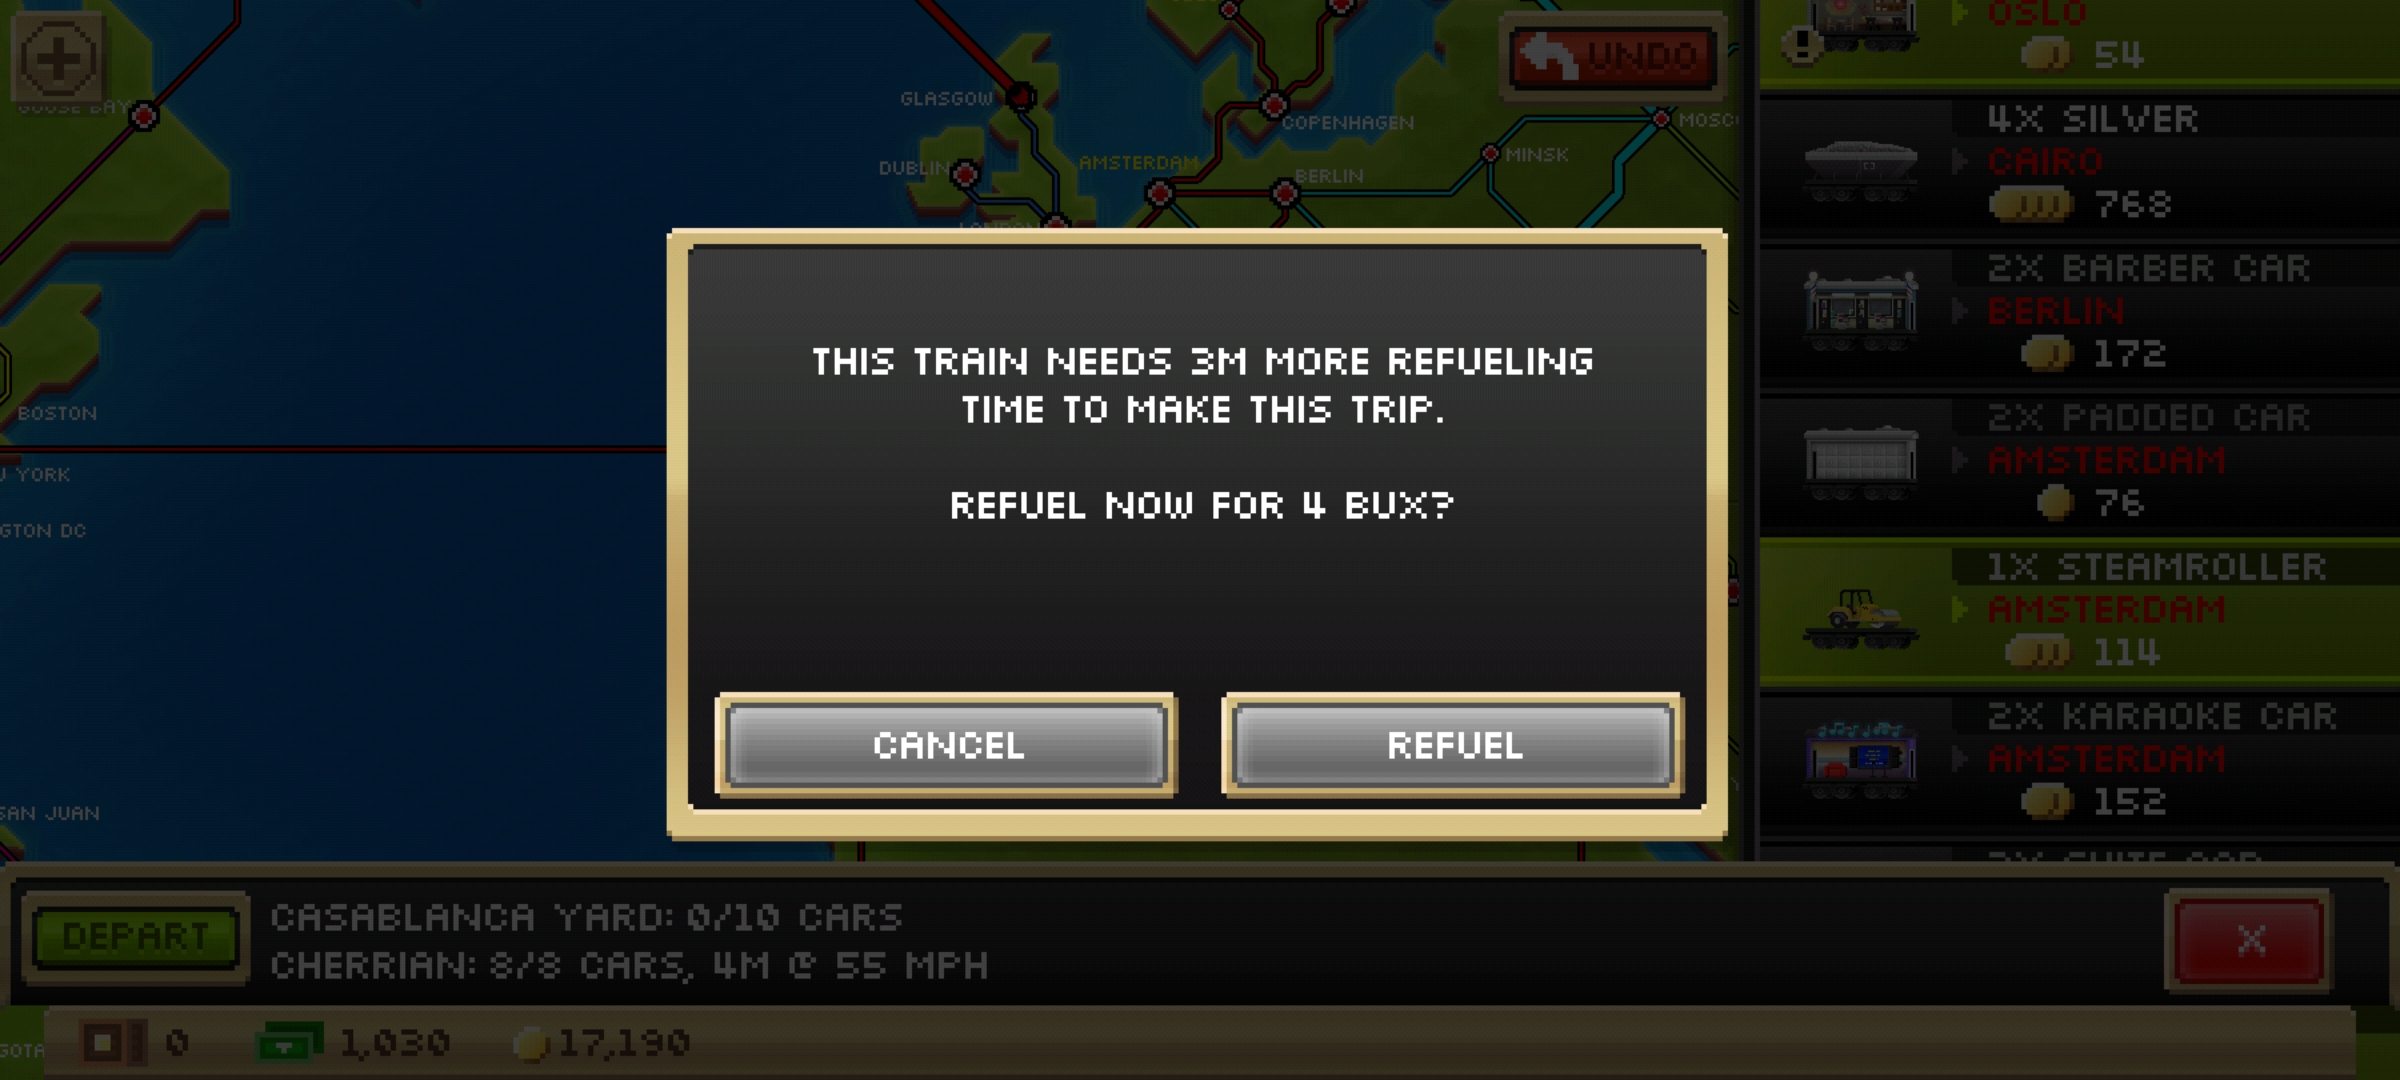 GOOSE BAY
GLASGOW
DUBLIN
AMSTERDAM
COPENHAGEN
BERLIN
MINSK
LONDON
BOSTON
YORK
GTON DC
SAN JUAN
UNDO
OSLO
54
4X SILVER
CAIRO
768
2X BARBER CAR
BERLIN
172
2X PADDED CAR
AMSTERDAM
76
1X STEAMROLLER
AMSTERDAM
114
2X KARAOKE CAR
AMSTERDAM
152
THIS TRAIN NEEDS 3M MORE REFUELING
TIME TO MAKE THIS TRIP.
REFUEL NOW FOR 4 BUX?
CANCEL
REFUEL
DEPART
CASABLANCA YARD: 0/10 CARS
CHERRIAN: 8/8 CARS, 4M @ 55 MPH
X
0
1,030
17,190